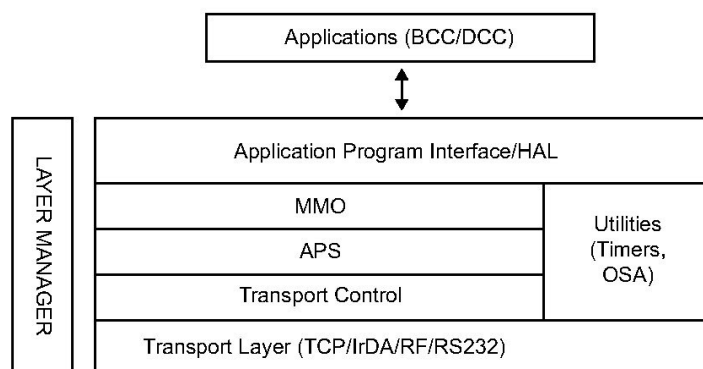 Applications (BCC/DCC)
LAYER MANAGER
Application Program Interface/HAL
MMO
APS
Transport Control
Utilities
(Timers,
OSA)
Transport Layer (TCP/IrDA/RF/RS232)